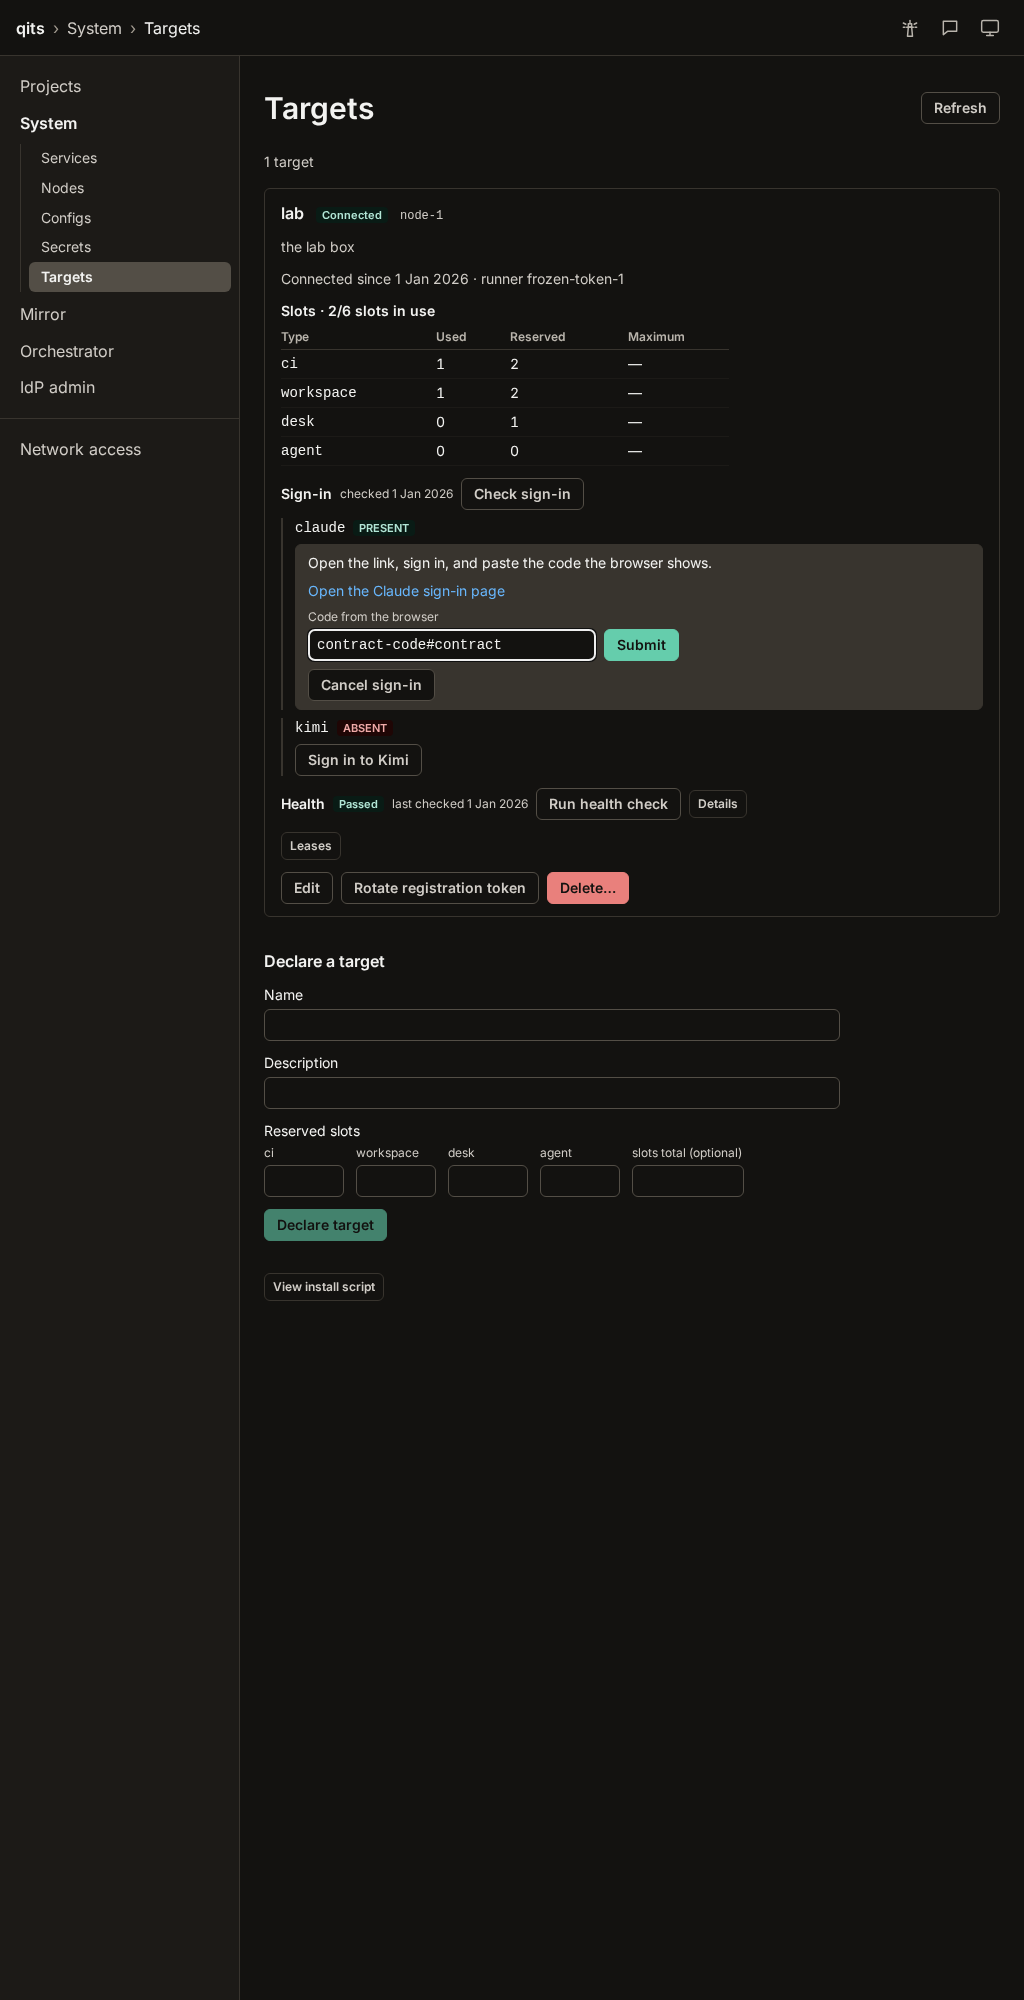 qits › System › Targets
Projects
System
Services
Nodes
Configs
Secrets
Targets
Mirror
Orchestrator
IdP admin
Network access
Targets
Refresh
1 target
lab Connected node-1
the lab box
Connected since 1 Jan 2026 · runner frozen-token-1
Slots · 2/6 slots in use
Type Used Reserved Maximum
ci 1 2 —
workspace 1 2 —
desk 0 1 —
agent 0 0 —
Sign-in checked 1 Jan 2026 Check sign-in
claude PRESENT
Open the link, sign in, and paste the code the browser shows.
Open the Claude sign-in page
Code from the browser
contract-code#contract Submit
Cancel sign-in
kimi ABSENT
Sign in to Kimi
Health Passed last checked 1 Jan 2026 Run health check Details
Leases
Edit Rotate registration token Delete…
Declare a target
Name
Description
Reserved slots
ci workspace desk agent slots total (optional)
Declare target
View install script